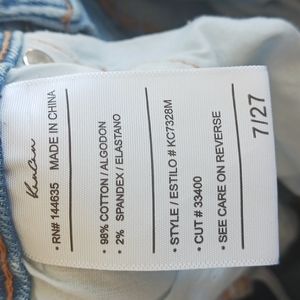 KanCan
• RN# 144635 MADE IN CHINA
• 98% COTTON / ALGODON
• 2% SPANDEX / ELASTANO
• STYLE / ESTILO # KC7328M
• CUT # 33400
• SEE CARE ON REVERSE
7/27